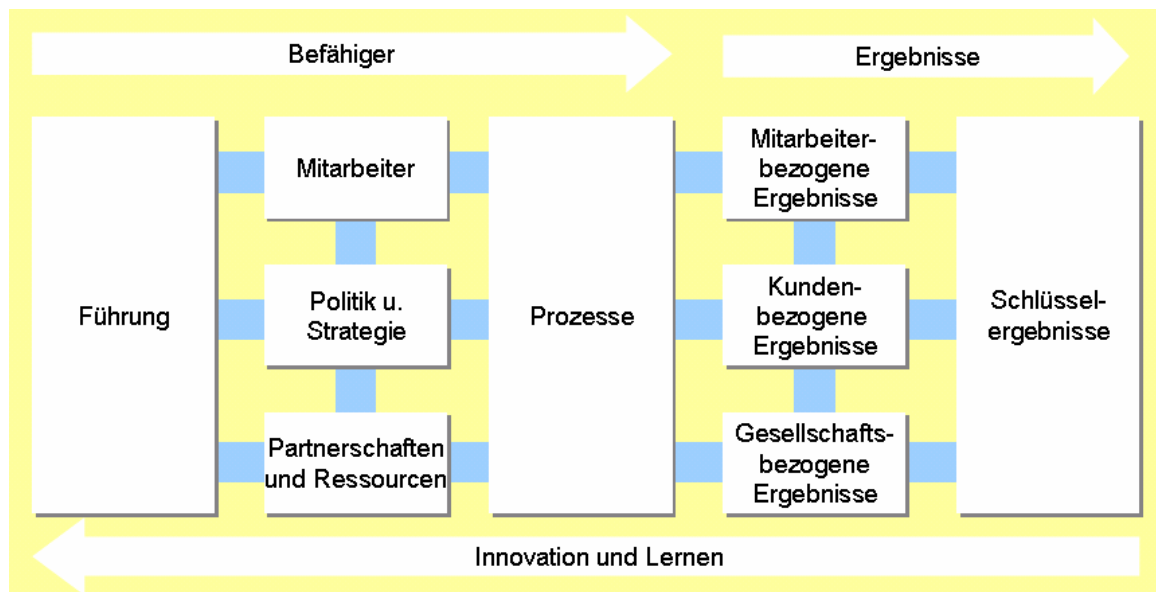 Befähiger
Ergebnisse
Führung
Mitarbeiter
Politik u.
Strategie
Partnerschaften
und Ressourcen
Prozesse
Mitarbeiter-
bezogene
Ergebnisse
Kunden-
bezogene
Ergebnisse
Gesellschafts-
bezogene
Ergebnisse
Schlüssel-
ergebnisse
Innovation und Lernen